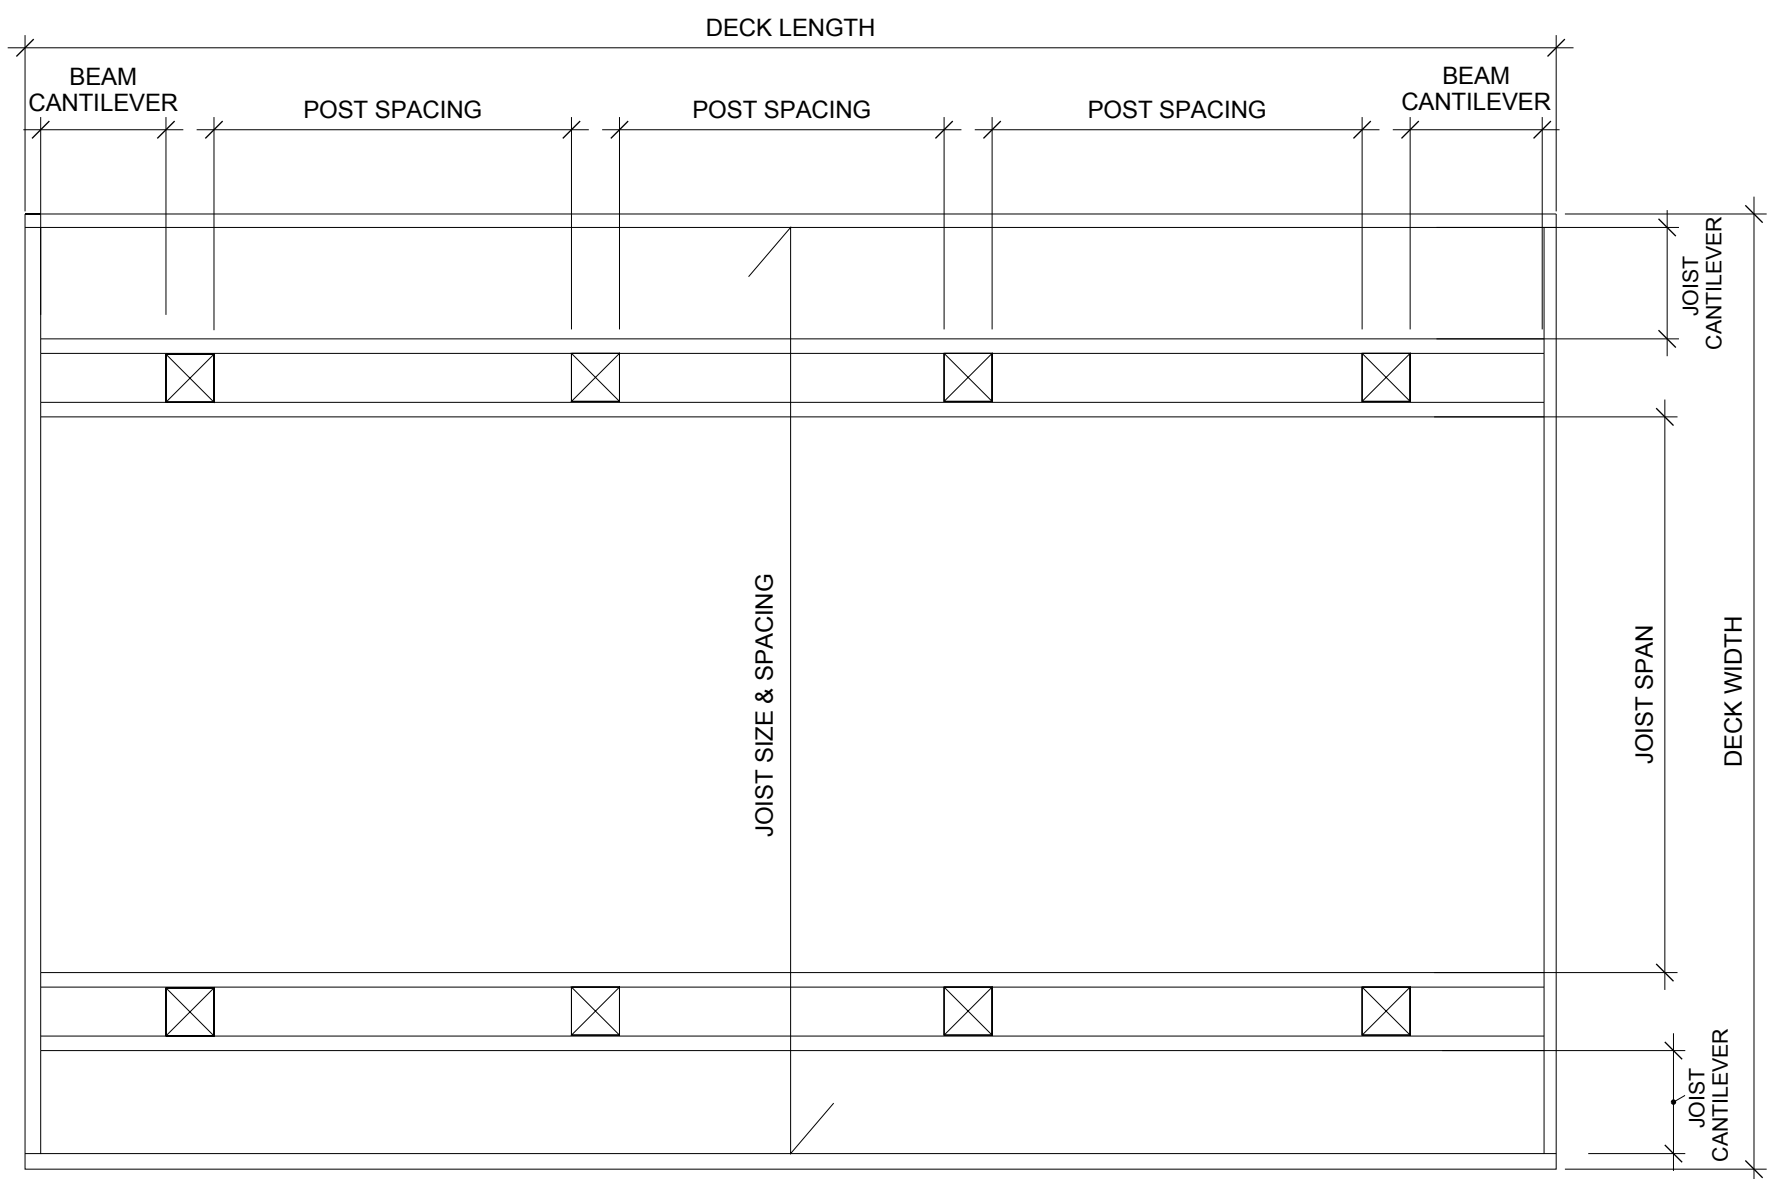 DECK LENGTH
BEAM
CANTILEVER
POST SPACING
POST SPACING
POST SPACING
BEAM
CANTILEVER
JOIST
CANTILEVER
JOIST SIZE & SPACING
JOIST SPAN
DECK WIDTH
JOIST
CANTILEVER